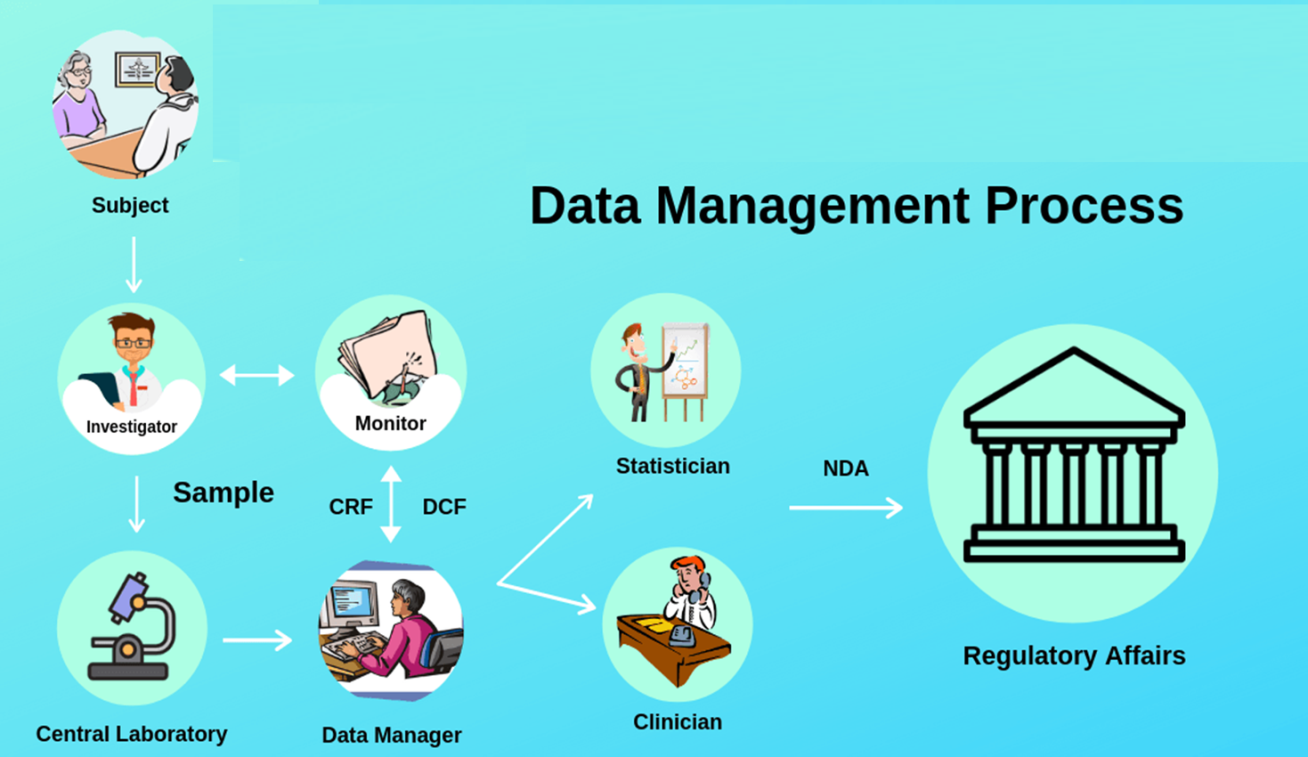 Subject
Data Management Process
Investigator
Monitor
Statistician
NDA
Sample
CRF
DCF
Regulatory Affairs
Central Laboratory
Data Manager
Clinician